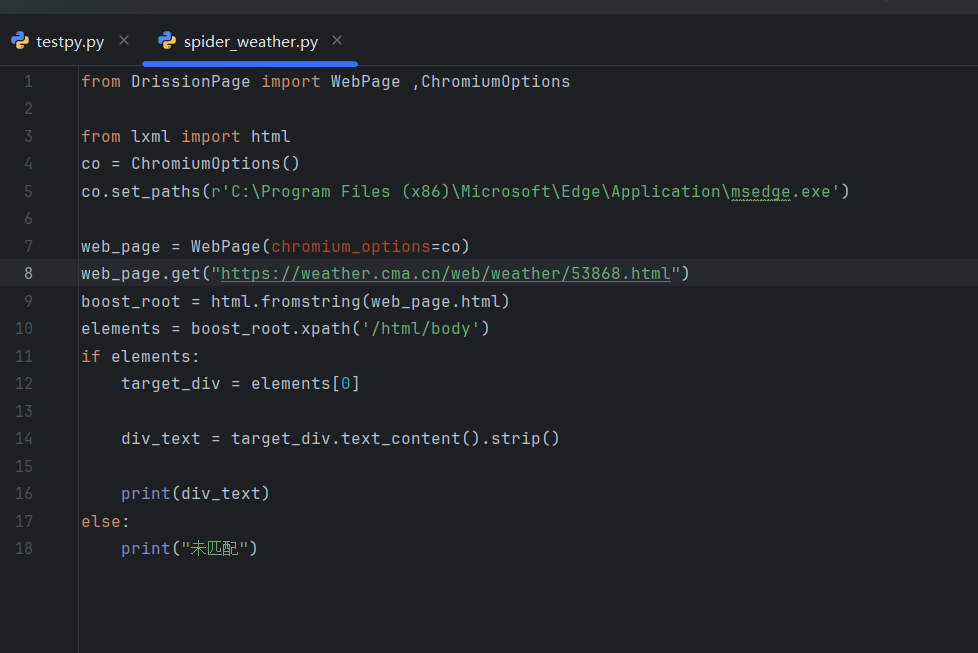 testpy.py × spider_weather.py ×
1 from DrissionPage import WebPage ,ChromiumOptions
2
3 from lxml import html
4 co = ChromiumOptions()
5 co.set_paths(r'C:\Program Files (x86)\Microsoft\Edge\Application\msedge.exe')
6
7 web_page = WebPage(chromium_options=co)
8 web_page.get("https://weather.cma.cn/web/weather/53868.html")
9 boost_root = html.fromstring(web_page.html)
10 elements = boost_root.xpath('/html/body')
11 if elements:
12     target_div = elements[0]
13
14     div_text = target_div.text_content().strip()
15
16     print(div_text)
17 else:
18     print("未匹配")